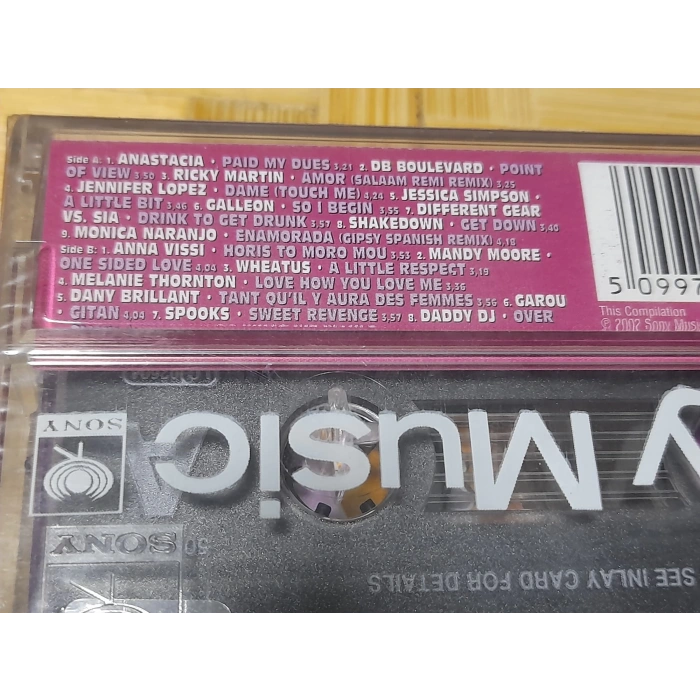 Side A: 1. ANASTACIA · PAID MY DUES 3,21 2. DB BOULEVARD · POINT
OF VIEW 3,50 3. RICKY MARTIN · AMOR (SALAAM REMI REMIX) 3,25
4. JENNIFER LOPEZ · DAME (TOUCH ME) 4,24 5. JESSICA SIMPSON ·
A LITTLE BIT 3,46 6. GALLEON · SO I BEGIN 3,55 7. DIFFERENT GEAR
VS. SIA · DRINK TO GET DRUNK 3,57 8. SHAKEDOWN · GET DOWN 3,40
9. MONICA NARANJO · ENAMORADA (GIPSY SPANISH REMIX) 4,18
Side B: 1. ANNA VISSI · HORIS TO MORO MOU 3,53 2. MANDY MOORE ·
ONE SIDED LOVE 4,04 3. WHEATUS · A LITTLE RESPECT 3,19
4. MELANIE THORNTON · LOVE HOW YOU LOVE ME 3,36
5. DANY BRILLANT · TANT QU'IL Y AURA DES FEMMES 3,56 6. GAROU
· GITAN 4,04 7. SPOOKS · SWEET REVENGE 3,57 8. DADDY DJ · OVER
5 0997
This Compilation
℗ 2002 Sony Music
y Music
SONY
SONY 50
SEE INLAY CARD FOR DETAILS